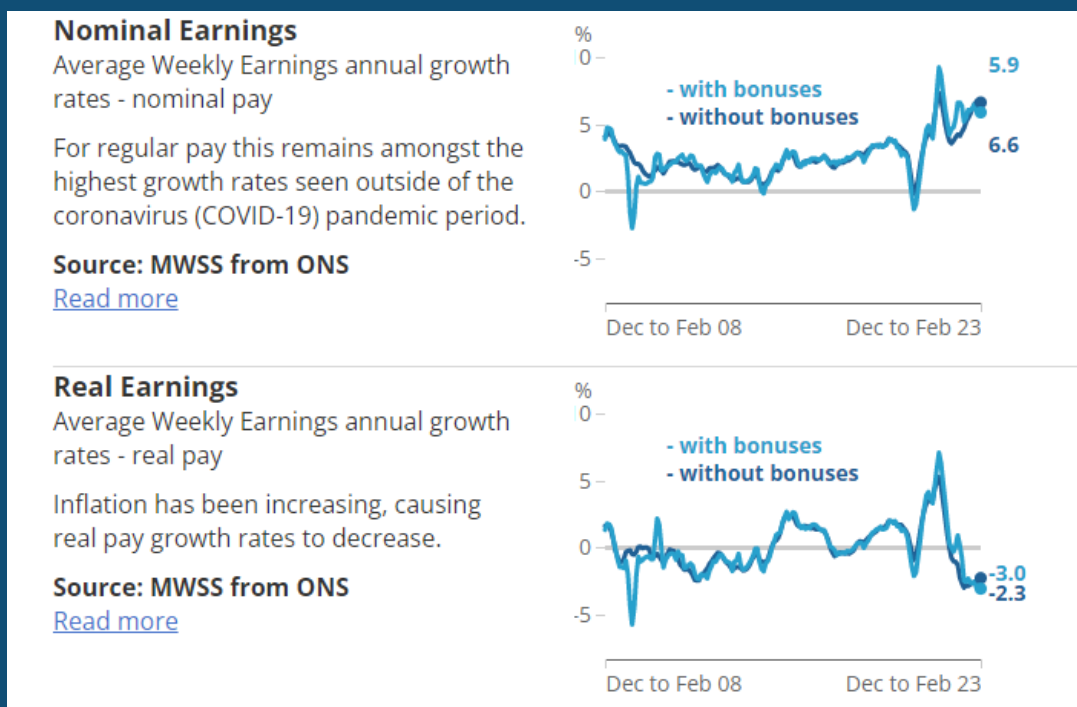 Nominal Earnings
Average Weekly Earnings annual growth
rates - nominal pay
For regular pay this remains amongst the
highest growth rates seen outside of the
coronavirus (COVID-19) pandemic period.
Source: MWSS from ONS
Read more
%
0
- with bonuses
- without bonuses
5.9
5
6.6
0
-5
Dec to Feb 08
Dec to Feb 23
Real Earnings
Average Weekly Earnings annual growth
rates - real pay
Inflation has been increasing, causing
real pay growth rates to decrease.
Source: MWSS from ONS
Read more
%
0
- with bonuses
- without bonuses
5
0
-3.0
-2.3
-5
Dec to Feb 08
Dec to Feb 23